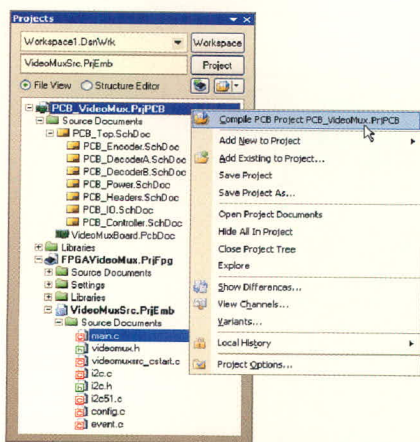 Projects
Workspace1.DsnWrk
Workspace
VideoMuxSrc.PrjEmb
Project
File View
Structure Editor
PCB_VideoMux.PrjPCB
Source Documents
PCB_Top.SchDoc
PCB_Encoder.SchDoc
PCB_DecoderA.SchDoc
PCB_DecoderB.SchDoc
PCB_Power.SchDoc
PCB_Headers.SchDoc
PCB_IO.SchDoc
PCB_Controller.SchDoc
VideoMuxBoard.PcbDoc
Libraries
FPGAVideoMux.PrjFpg
Source Documents
Settings
Libraries
VideoMuxSrc.PrjEmb
Source Documents
main.c
videomux.h
videomuxsrc_cstart.c
i2c.c
i2c.h
i2c51.c
config.c
event.c
Compile PCB Project PCB_VideoMux.PrjPCB
Add New to Project
Add Existing to Project...
Save Project
Save Project As...
Open Project Documents
Hide All In Project
Close Project Tree
Explore
Show Differences...
View Channels...
Variants...
Local History
Project Options...